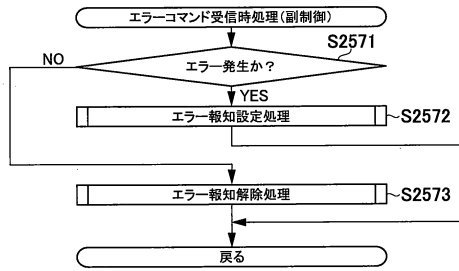 エラーコマンド受信時処理(副制御)
S2571
エラー発生か?
NO
YES
エラー報知設定処理
S2572
エラー報知解除処理
S2573
戻る